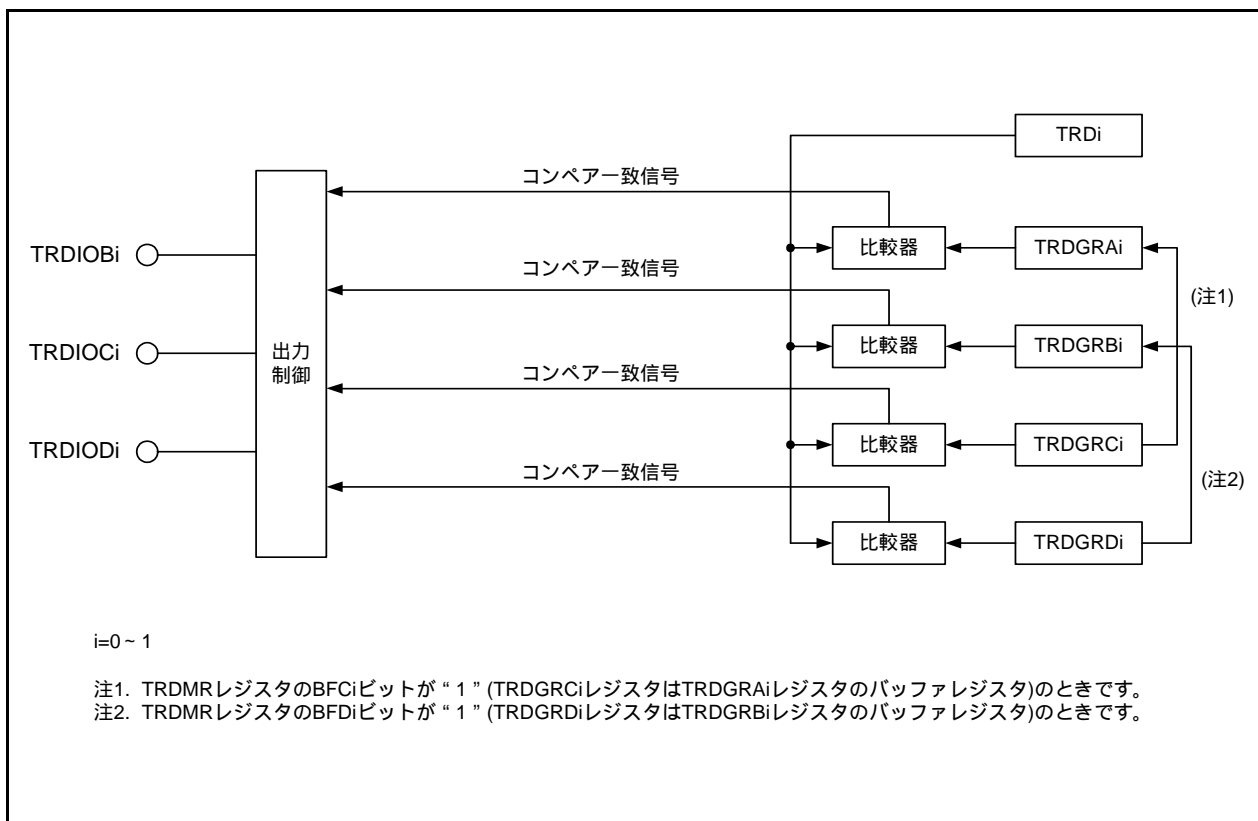 TRDi
コンペア一致信号
TRDIOBi
比較器
TRDGRAi
コンペア一致信号
(注1)
TRDIOCi
出力
制御
比較器
TRDGRBi
コンペア一致信号
TRDIODi
比較器
TRDGRCi
コンペア一致信号
(注2)
比較器
TRDGRDi
i=0~1
注1. TRDMRレジスタのBFCiビットが“1”(TRDGRCiレジスタはTRDGRAiレジスタのバッファレジスタ)のときです。
注2. TRDMRレジスタのBFDiビットが“1”(TRDGRDiレジスタはTRDGRBiレジスタのバッファレジスタ)のときです。